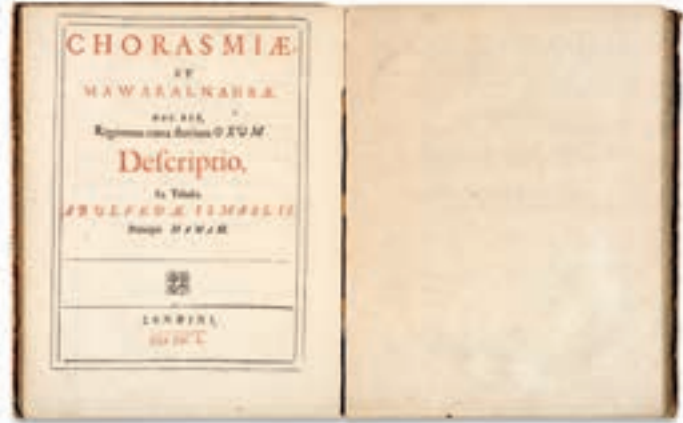 CHORASMIÆ,
ET
MAWARALNAHRÆ,
HOC EST,
Regionum extra fluvium OXUM
Descriptio,
Ex Tabulis
ABULFEDÆ ISMAELIS
Principis HAMAH.
LONDINI,